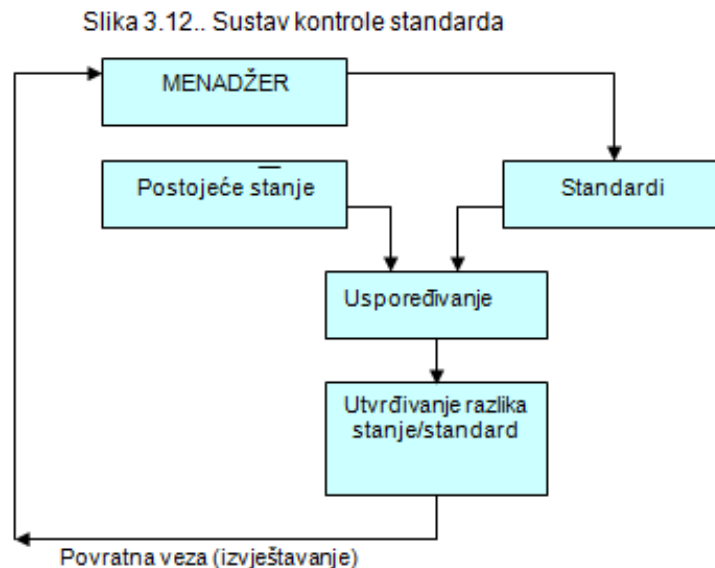 Slika 3.12.. Sustav kontrole standarda
MENADŽER
Postojeće stanje
Standardi
Uspoređivanje
Utvrđivanje razlika
stanje/standard
Povratna veza (izvještavanje)